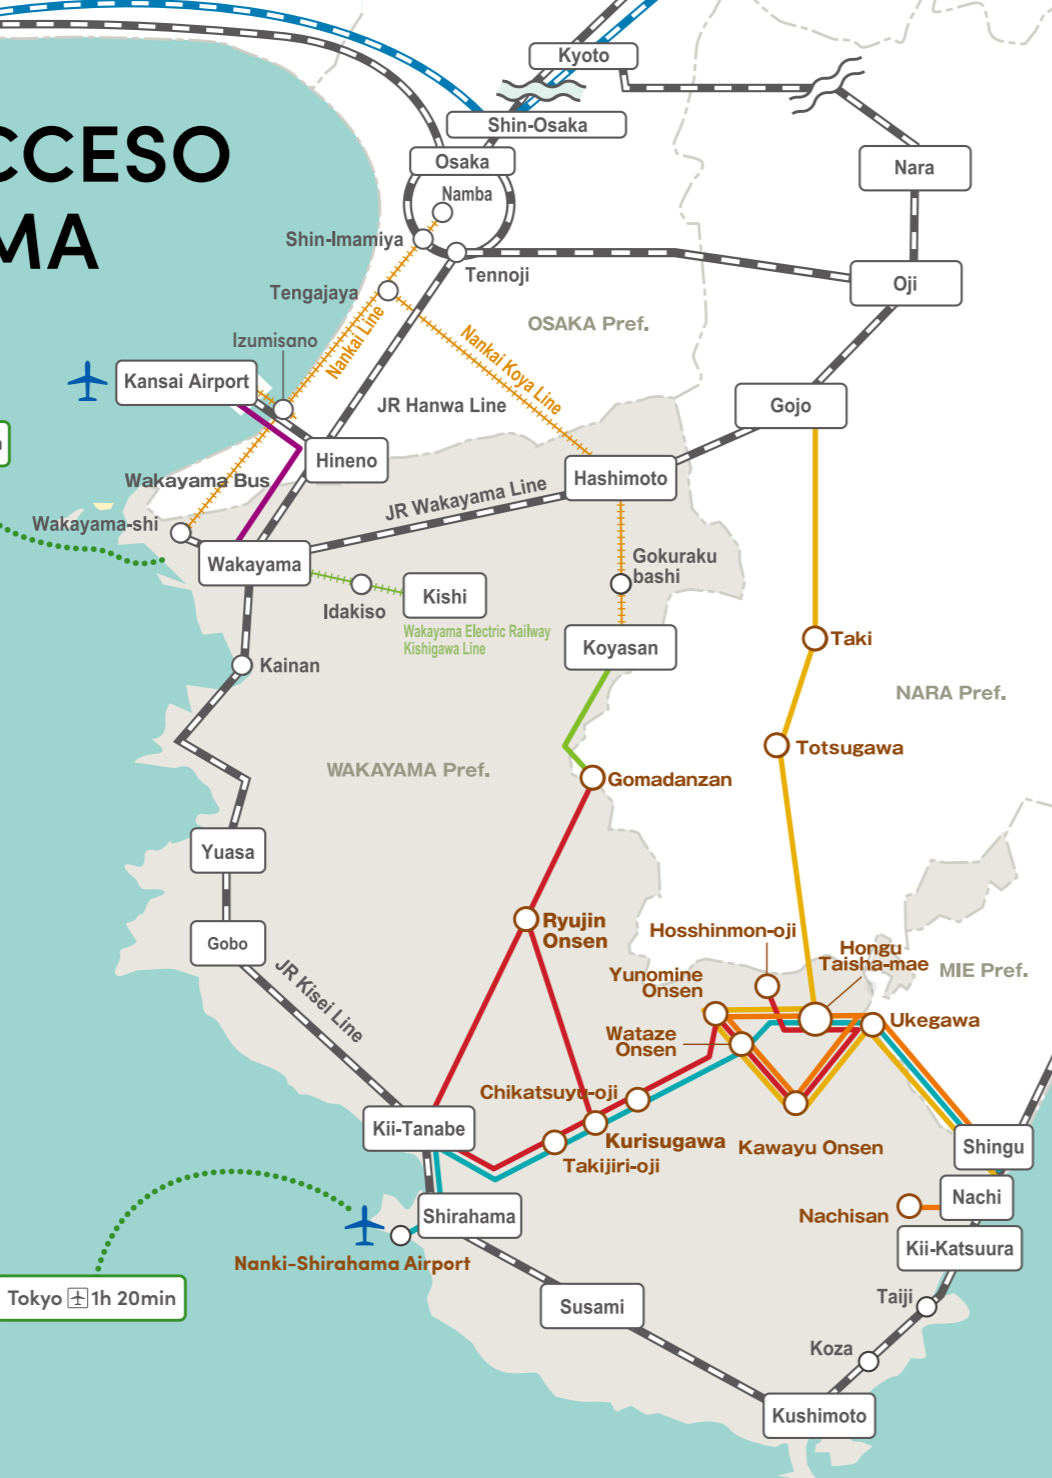 CCESO
MA
Kyoto
Shin-Osaka
Osaka
Nara
Namba
Shin-Imamiya
Tennoji
Oji
Tengajaya
OSAKA Pref.
Izumisano
Nankai Line
Nankai Koya Line
Kansai Airport
JR Hanwa Line
Gojo
Hineno
Hashimoto
Wakayama Bus
JR Wakayama Line
Wakayama-shi
Wakayama
Gokuraku
bashi
Idakiso
Kishi
Wakayama Electric Railway
Kishigawa Line
Koyasan
Taki
Kainan
NARA Pref.
Totsugawa
WAKAYAMA Pref.
Gomadanzan
Yuasa
Ryujin
Onsen
Hosshinmon-oji
Gobo
Hongu
Taisha-mae
MIE Pref.
Yunomine
Onsen
JR Kisei Line
Ukegawa
Wataze
Onsen
Chikatsuyu-oji
Kii-Tanabe
Kurisugawa
Kawayu Onsen
Shingu
Takijiri-oji
Nachi
Shirahama
Nachisan
Kii-Katsuura
Nanki-Shirahama Airport
Tokyo 1h 20min
Susami
Taiji
Koza
Kushimoto